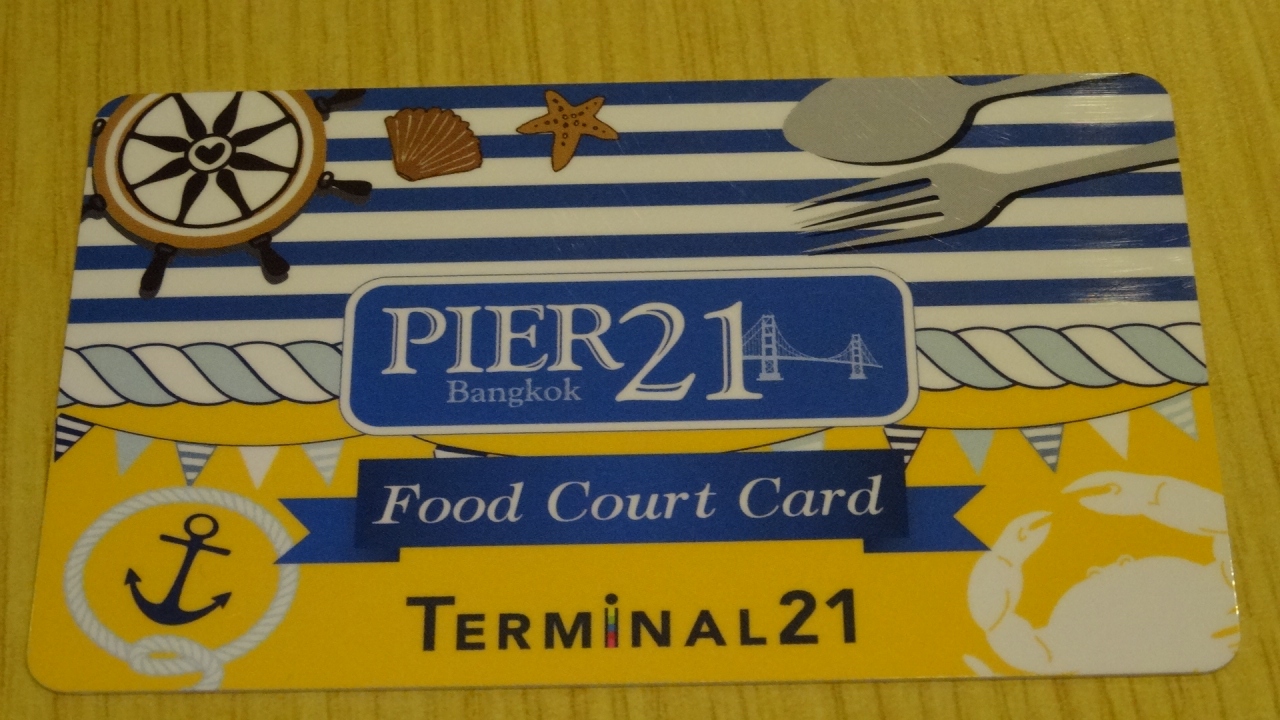 PIER21
Bangkok
Food Court Card
TERMINAL21